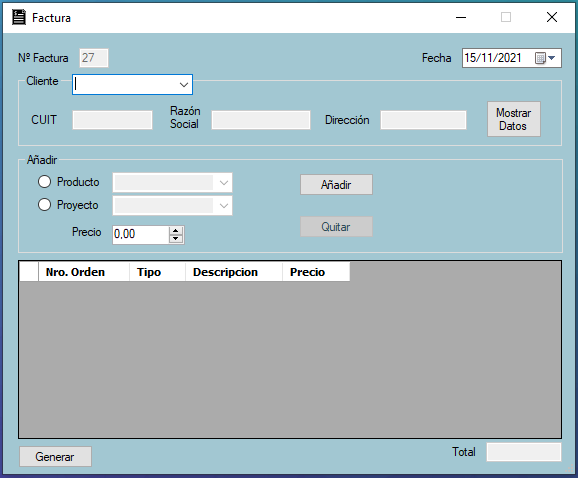 Factura
Nº Factura 27 Fecha 15/11/2021
Cliente
CUIT Razón Social Dirección Mostrar Datos
Añadir
Producto Añadir
Proyecto
Precio 0,00 Quitar
Nro. Orden Tipo Descripcion Precio
Generar Total